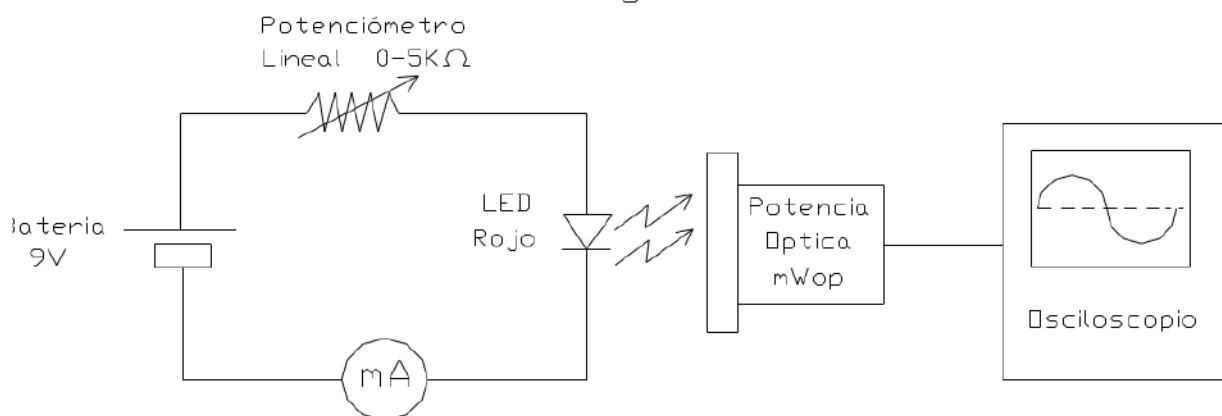 Potenciómetro
Lineal 0-5KΩ
9V
LED
Rojo
mA
Potencia
Optica
mWop
Osciloscopio